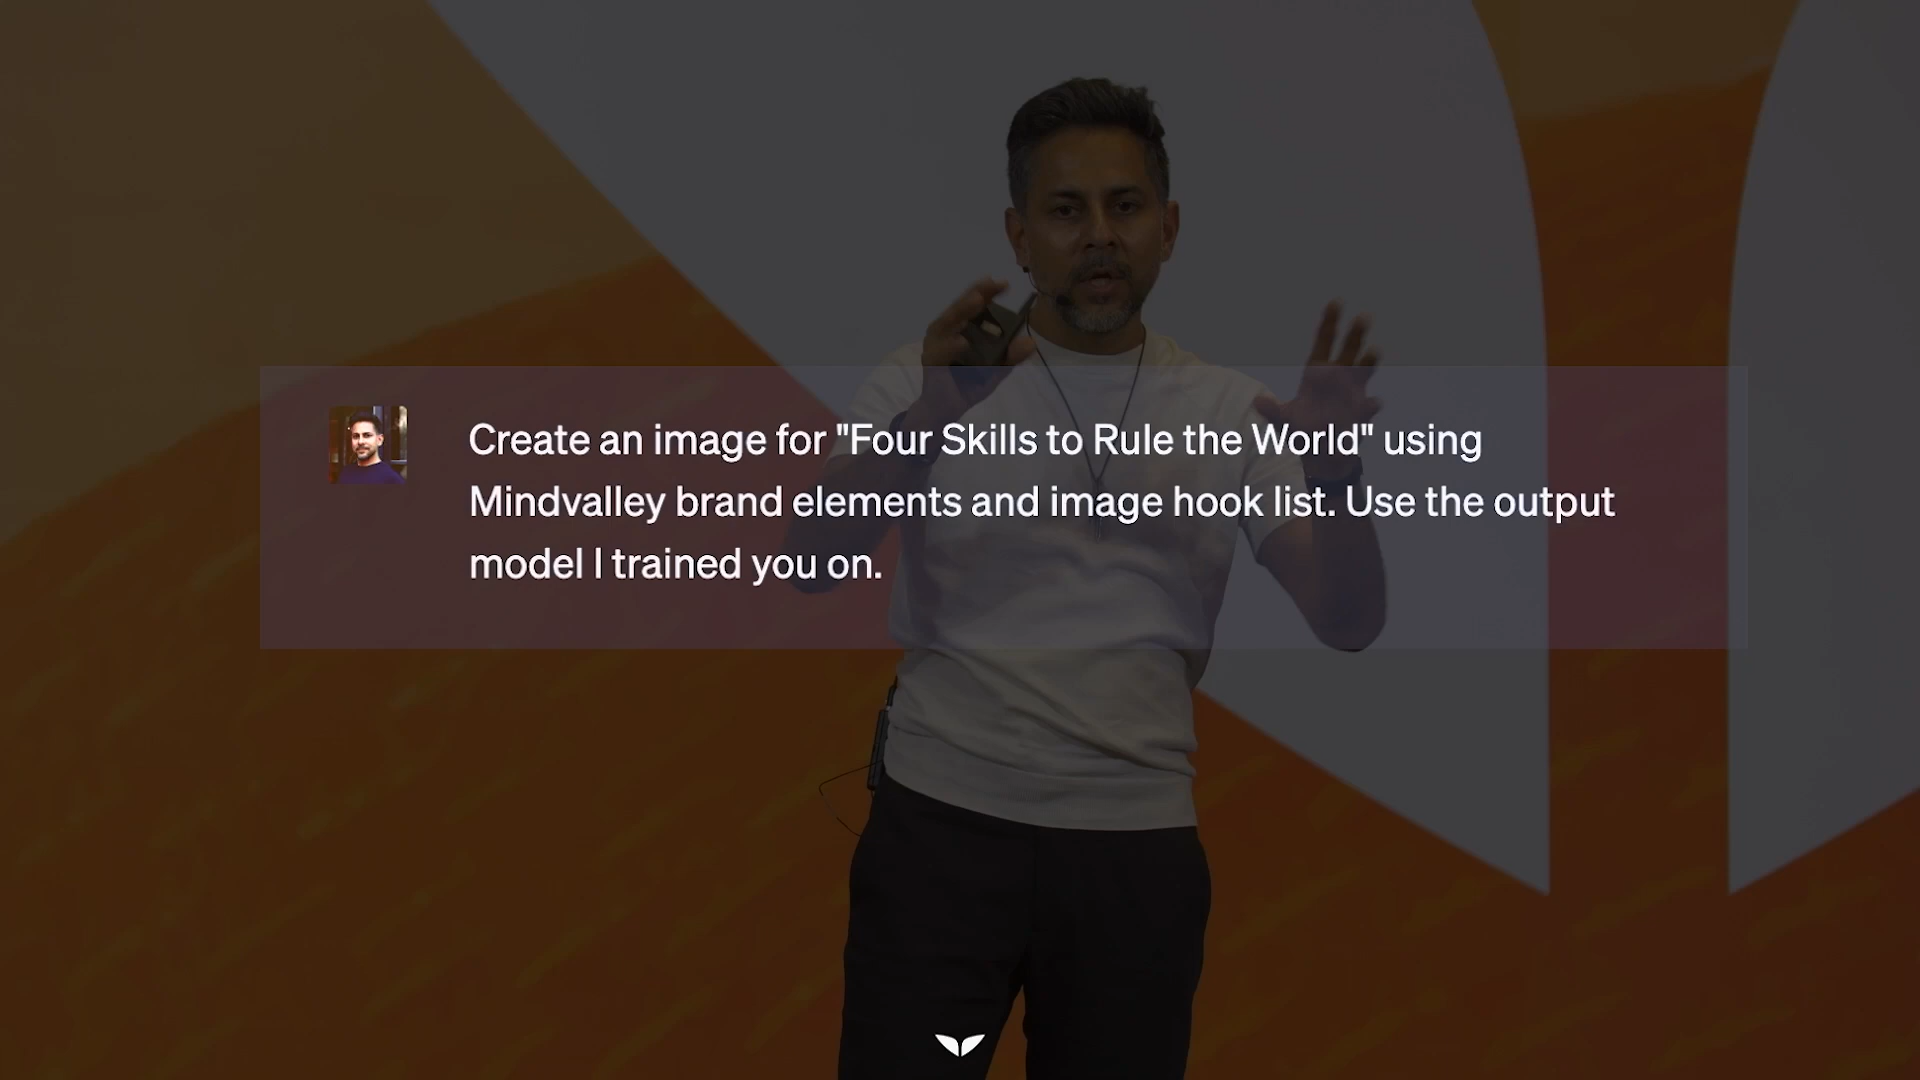 Create an image for "Four Skills to Rule the World" using
Mindvalley brand elements and image hook list. Use the output
model I trained you on.